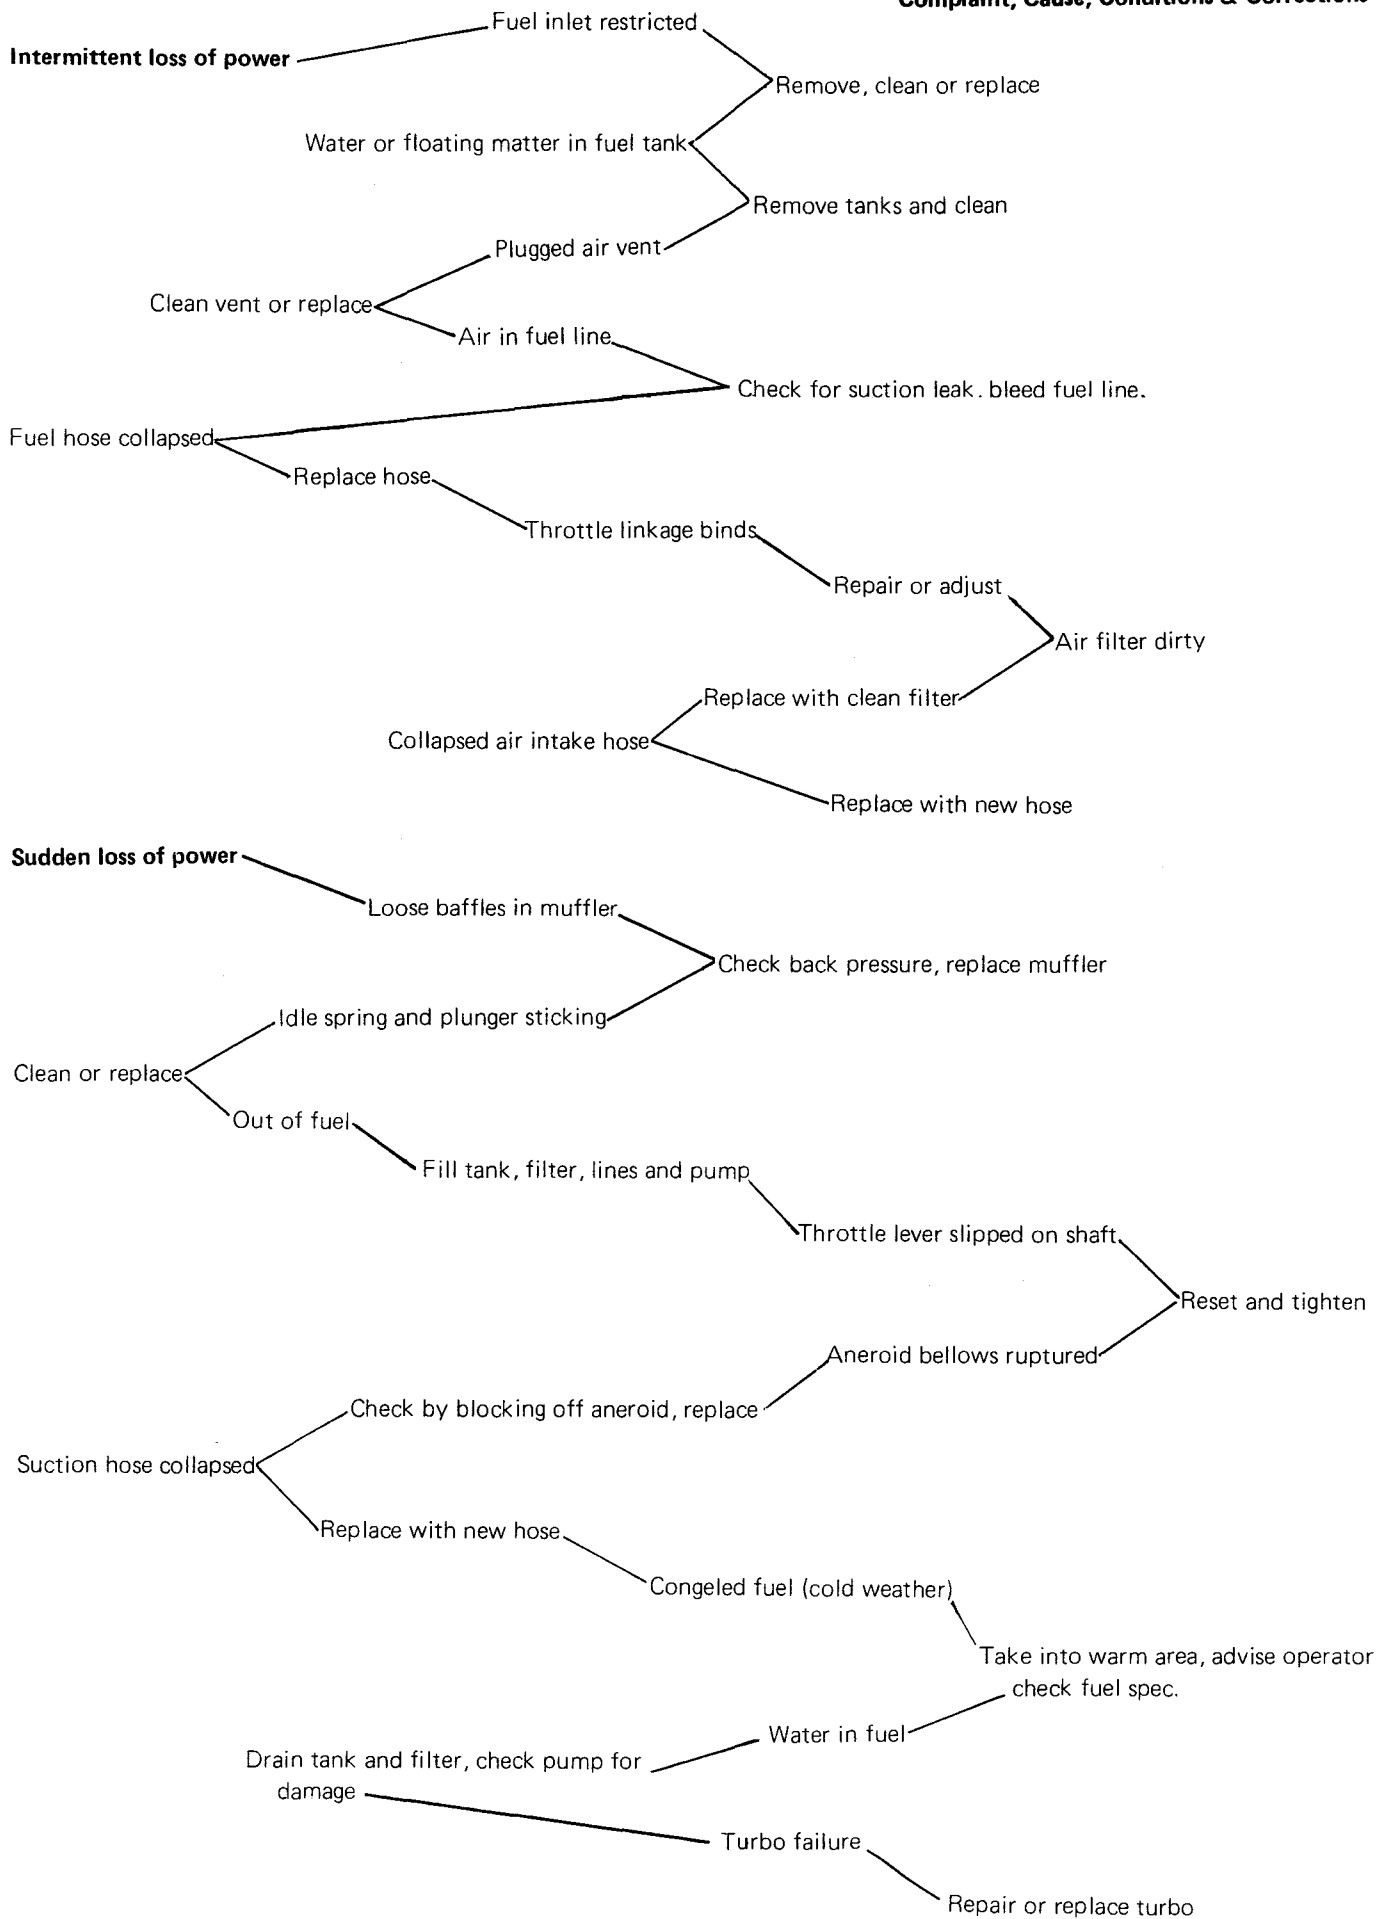 Complaint, Cause, Conditions & Corrections
Fuel inlet restricted
Intermittent loss of power
Remove, clean or replace
Water or floating matter in fuel tank
Remove tanks and clean
Plugged air vent
Clean vent or replace
Air in fuel line
Check for suction leak. bleed fuel line.
Fuel hose collapsed
Replace hose
Throttle linkage binds
Repair or adjust
Air filter dirty
Replace with clean filter
Collapsed air intake hose
Replace with new hose
Sudden loss of power
Loose baffles in muffler
Check back pressure, replace muffler
Idle spring and plunger sticking
Clean or replace
Out of fuel
Fill tank, filter, lines and pump
Throttle lever slipped on shaft
Reset and tighten
Aneroid bellows ruptured
Check by blocking off aneroid, replace
Suction hose collapsed
Replace with new hose
Congeled fuel (cold weather)
Take into warm area, advise operator
check fuel spec.
Water in fuel
Drain tank and filter, check pump for
damage
Turbo failure
Repair or replace turbo